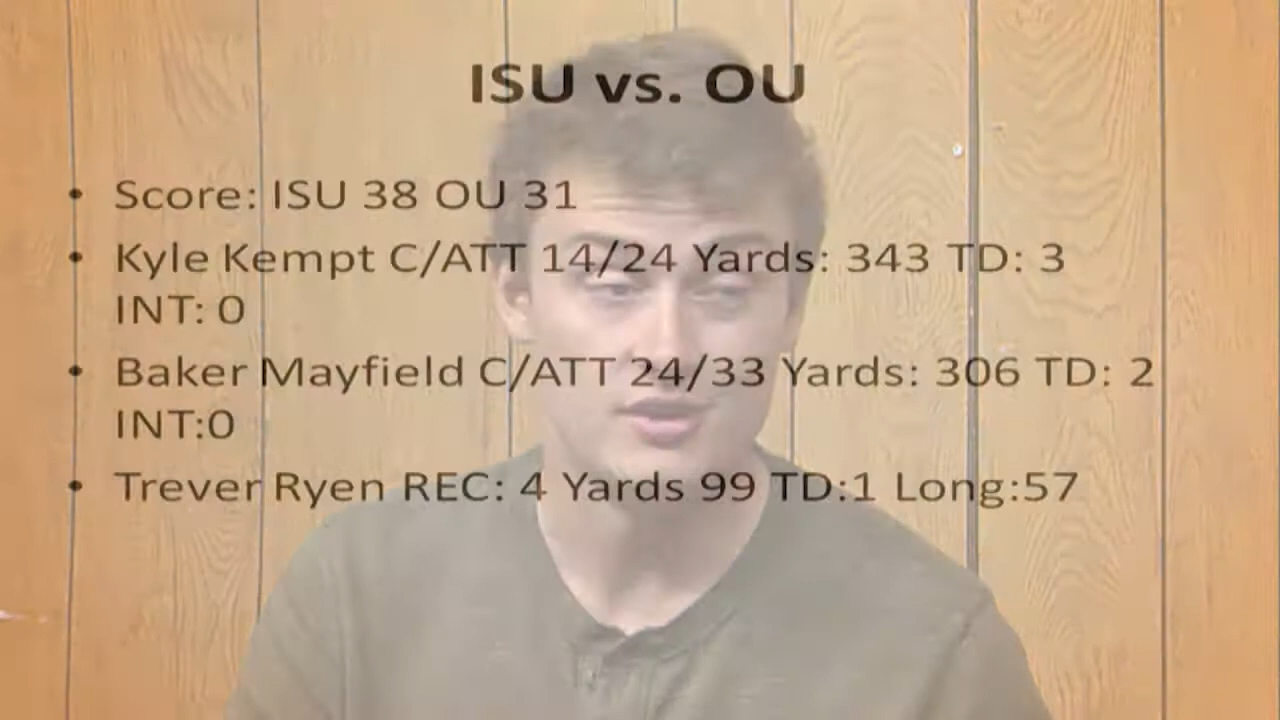 ISU vs. OU
• Score: ISU 38 OU 31
• Kyle Kempt C/ATT 14/24 Yards: 343 TD: 3
INT: 0
• Baker Mayfield C/ATT 24/33 Yards: 306 TD: 2
INT:0
• Trever Ryen REC: 4 Yards 99 TD:1 Long:57